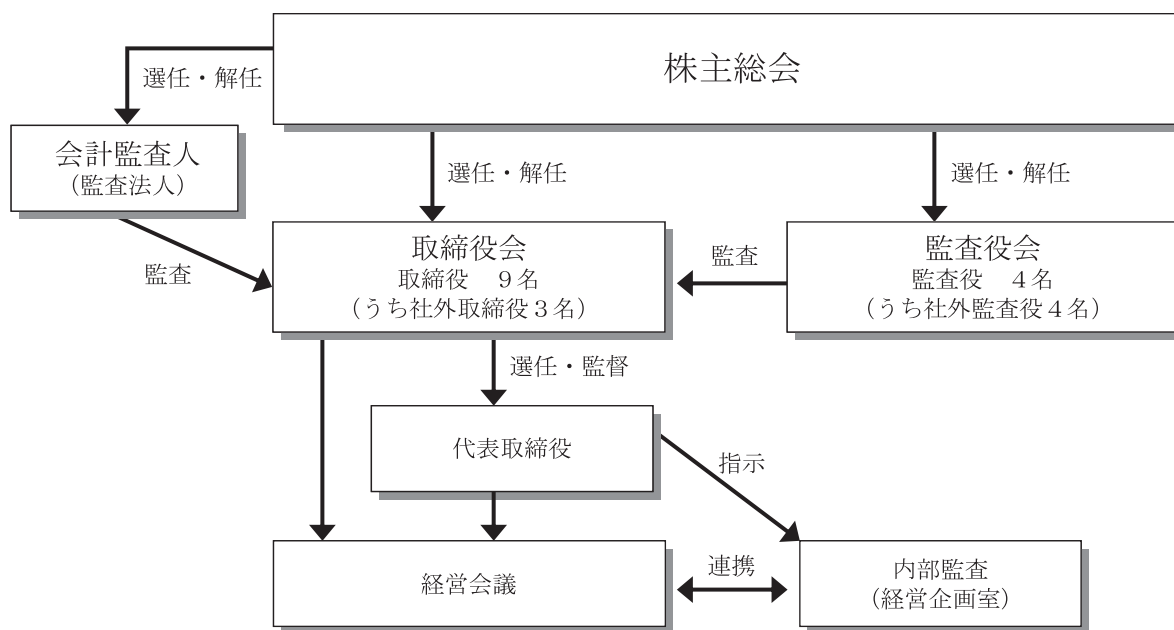 株主総会
選任・解任
会計監査人
（監査法人）
選任・解任
選任・解任
監査
取締役会
取締役　９名
（うち社外取締役３名）
監査
監査役会
監査役　４名
（うち社外監査役４名）
選任・監督
代表取締役
指示
経営会議
連携
内部監査
（経営企画室）